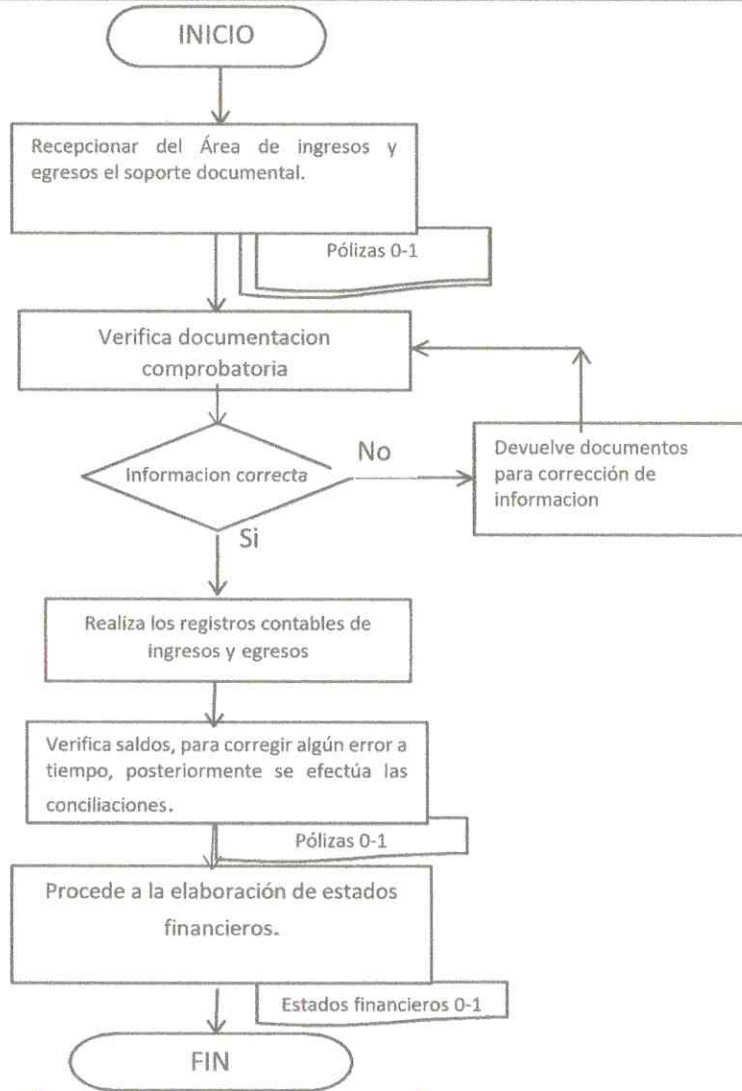 INICIO
Recepcionar del Área de ingresos y
egresos el soporte documental.
Pólizas 0-1
Verifica documentacion
comprobatoria
Informacion correcta
No
Devuelve documentos
para corrección de
informacion
Si
Realiza los registros contables de
ingresos y egresos
Verifica saldos, para corregir algún error a
tiempo, posteriormente se efectúa las
conciliaciones.
Pólizas 0-1
Procede a la elaboración de estados
financieros.
Estados financieros 0-1
FIN